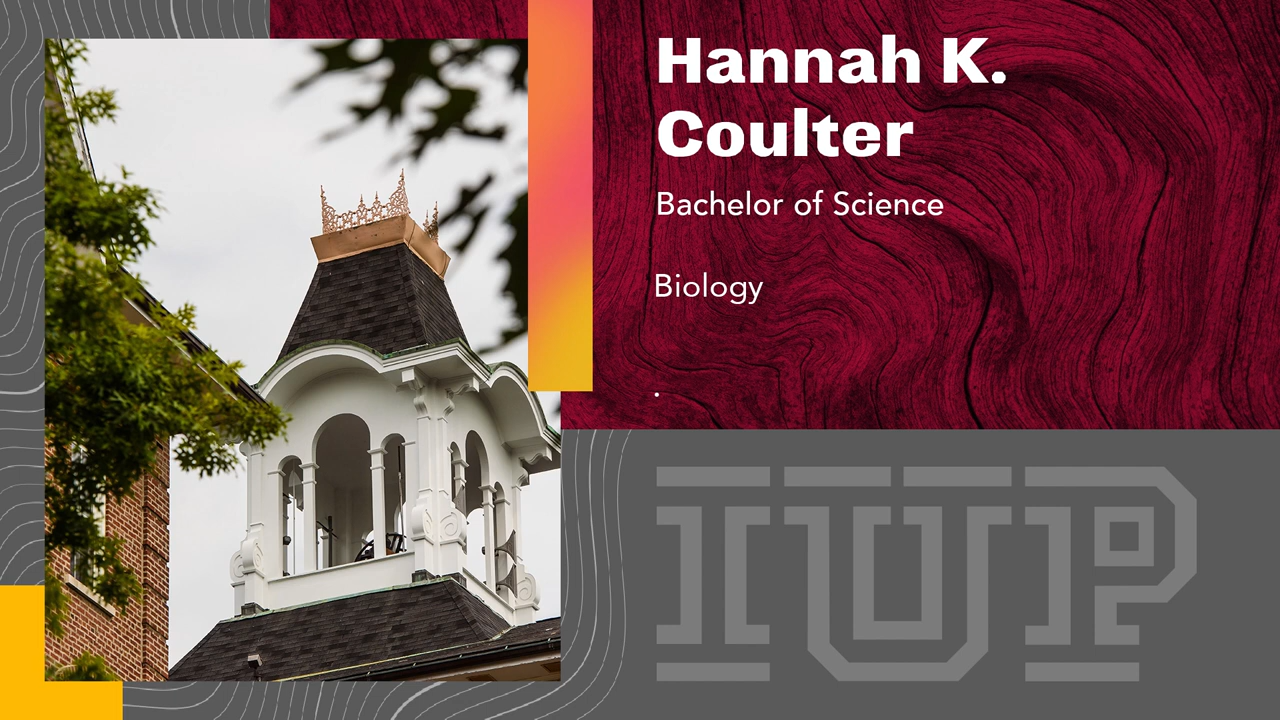 Hannah K.
Coulter
Bachelor of Science
Biology
.
IUP